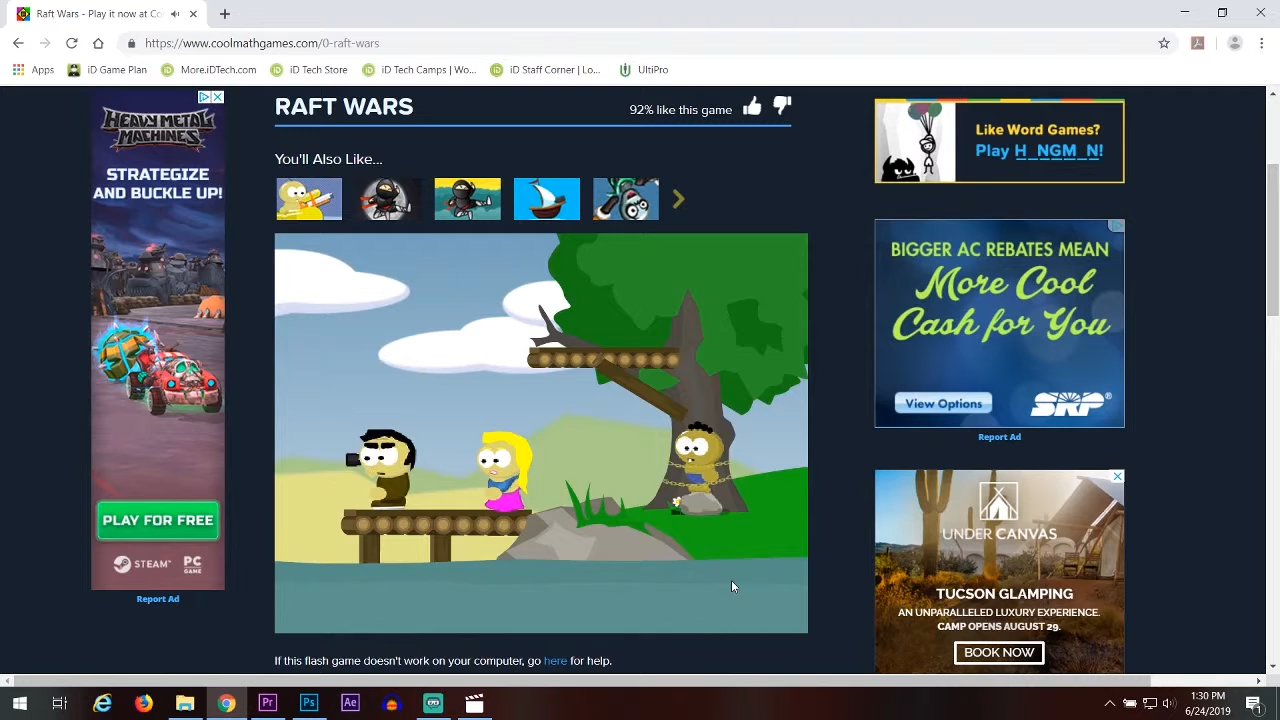 Raft Wars - Play it now at Co
https://www.coolmathgames.com/0-raft-wars
Apps
iD Game Plan
More.iDTech.com
iD Tech Store
iD Tech Camps | Wo...
iD Staff Corner | Lo...
UltiPro
HEAVY METAL
MACHINES
STRATEGIZE
AND BUCKLE UP!
PLAY FOR FREE
STEAM™
PC
GAME
Report Ad
RAFT WARS
92% like this game
You'll Also Like...
If this flash game doesn't work on your computer, go here for help.
Like Word Games?
Play H_NGM_N!
BIGGER AC REBATES MEAN
More Cool
Cash for You
View Options
SRP®
Report Ad
UNDER CANVAS
TUCSON GLAMPING
AN UNPARALLELED LUXURY EXPERIENCE.
CAMP OPENS AUGUST 29.
BOOK NOW
Pr
Ps
Ae
1:30 PM
6/24/2019